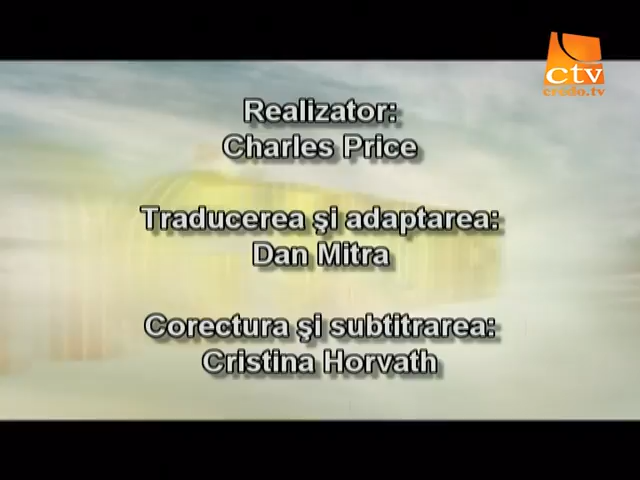 ctv
credo.tv
Realizator:
Charles Price
Traducerea şi adaptarea:
Dan Mitra
Corectura şi subtitrarea:
Cristina Horvath